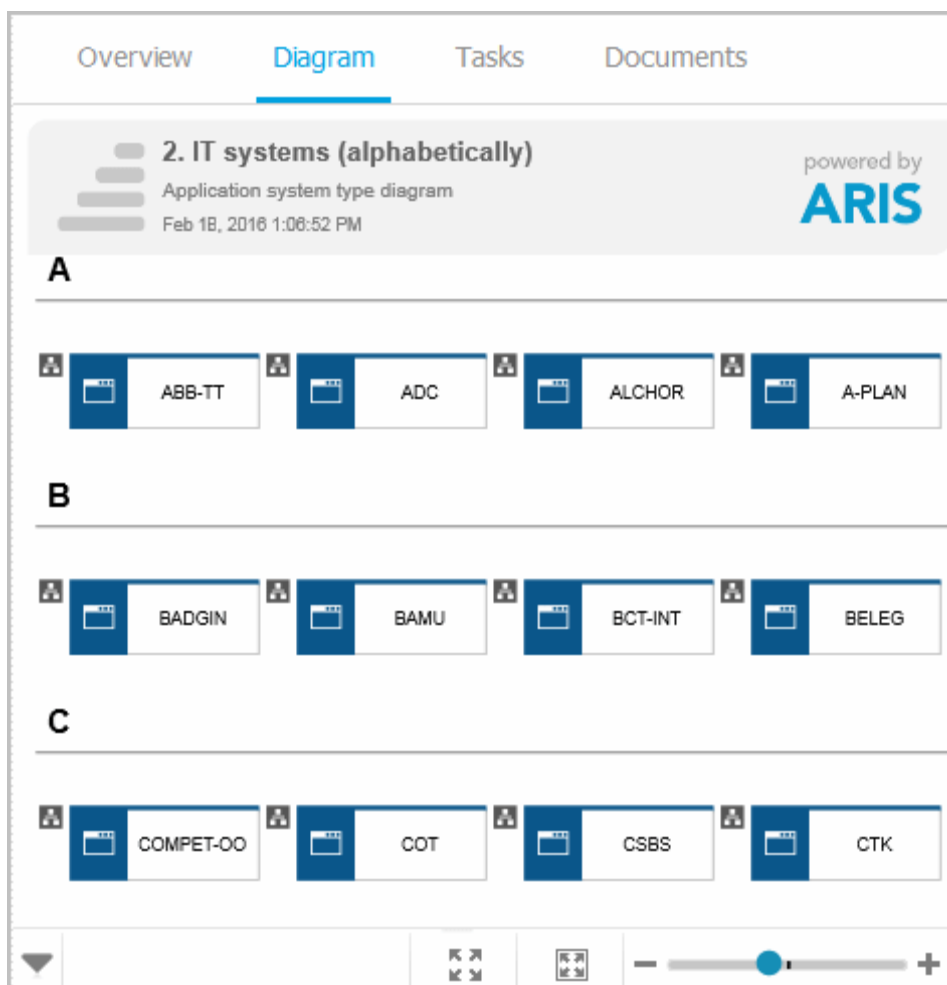 Overview Diagram Tasks Documents
2. IT systems (alphabetically)
Application system type diagram
Feb 18, 2016 1:06:52 PM
powered by
ARIS
A
ABB-TT ADC ALCHOR A-PLAN
B
BADGIN BAMU BCT-INT BELEG
C
COMPET-OO COT CSBS CTK